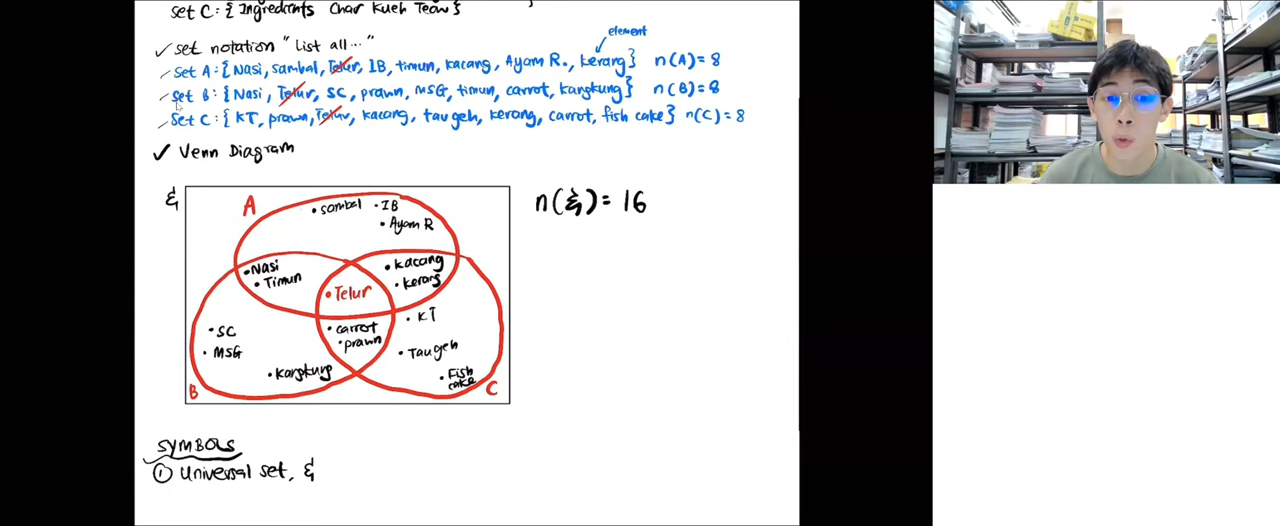 set C : { Ingredients Char Kueh Teow }
✓ set notation " List all... "
element
set A : { Nasi, sambal, Telur, IB, timun, kacang, Ayam R., kerang } n(A) = 8
set B : { Nasi, Telur, SC, prawn, MSG, timun, carrot, kangkung } n(B) = 8
set C : { KT, prawn, Telur, kacang, taugeh, kerang, carrot, fish cake } n(C) = 8
✓ Venn Diagram
ξ
A
• sambal • IB
• Ayam R
n(ξ) = 16
• Nasi
• Timun
• kacang
• kerang
• Telur
• KT
• SC
• carrot
• prawn
• MSG
• Taugeh
• Kangkung
• Fish cake
B
C
SYMBOLS
① Universal set, ξ